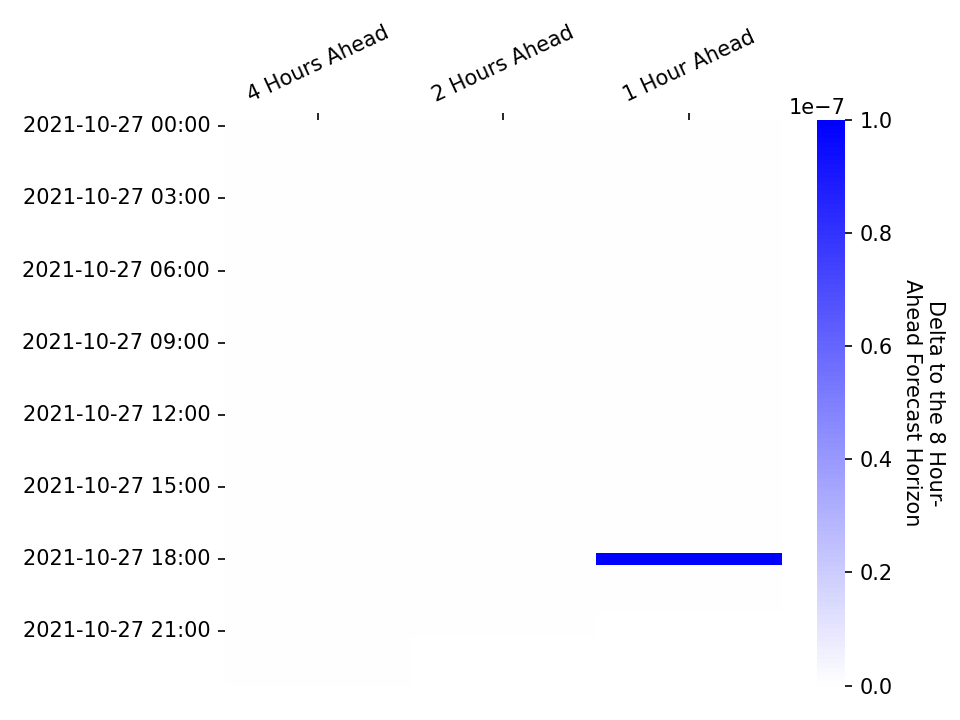 4 Hours Ahead
2 Hours Ahead
1 Hour Ahead
1e−7
2021-10-27 00:00
2021-10-27 03:00
2021-10-27 06:00
2021-10-27 09:00
2021-10-27 12:00
2021-10-27 15:00
2021-10-27 18:00
2021-10-27 21:00
1.0
0.8
0.6
0.4
0.2
0.0
Delta to the 8 Hour-
Ahead Forecast Horizon